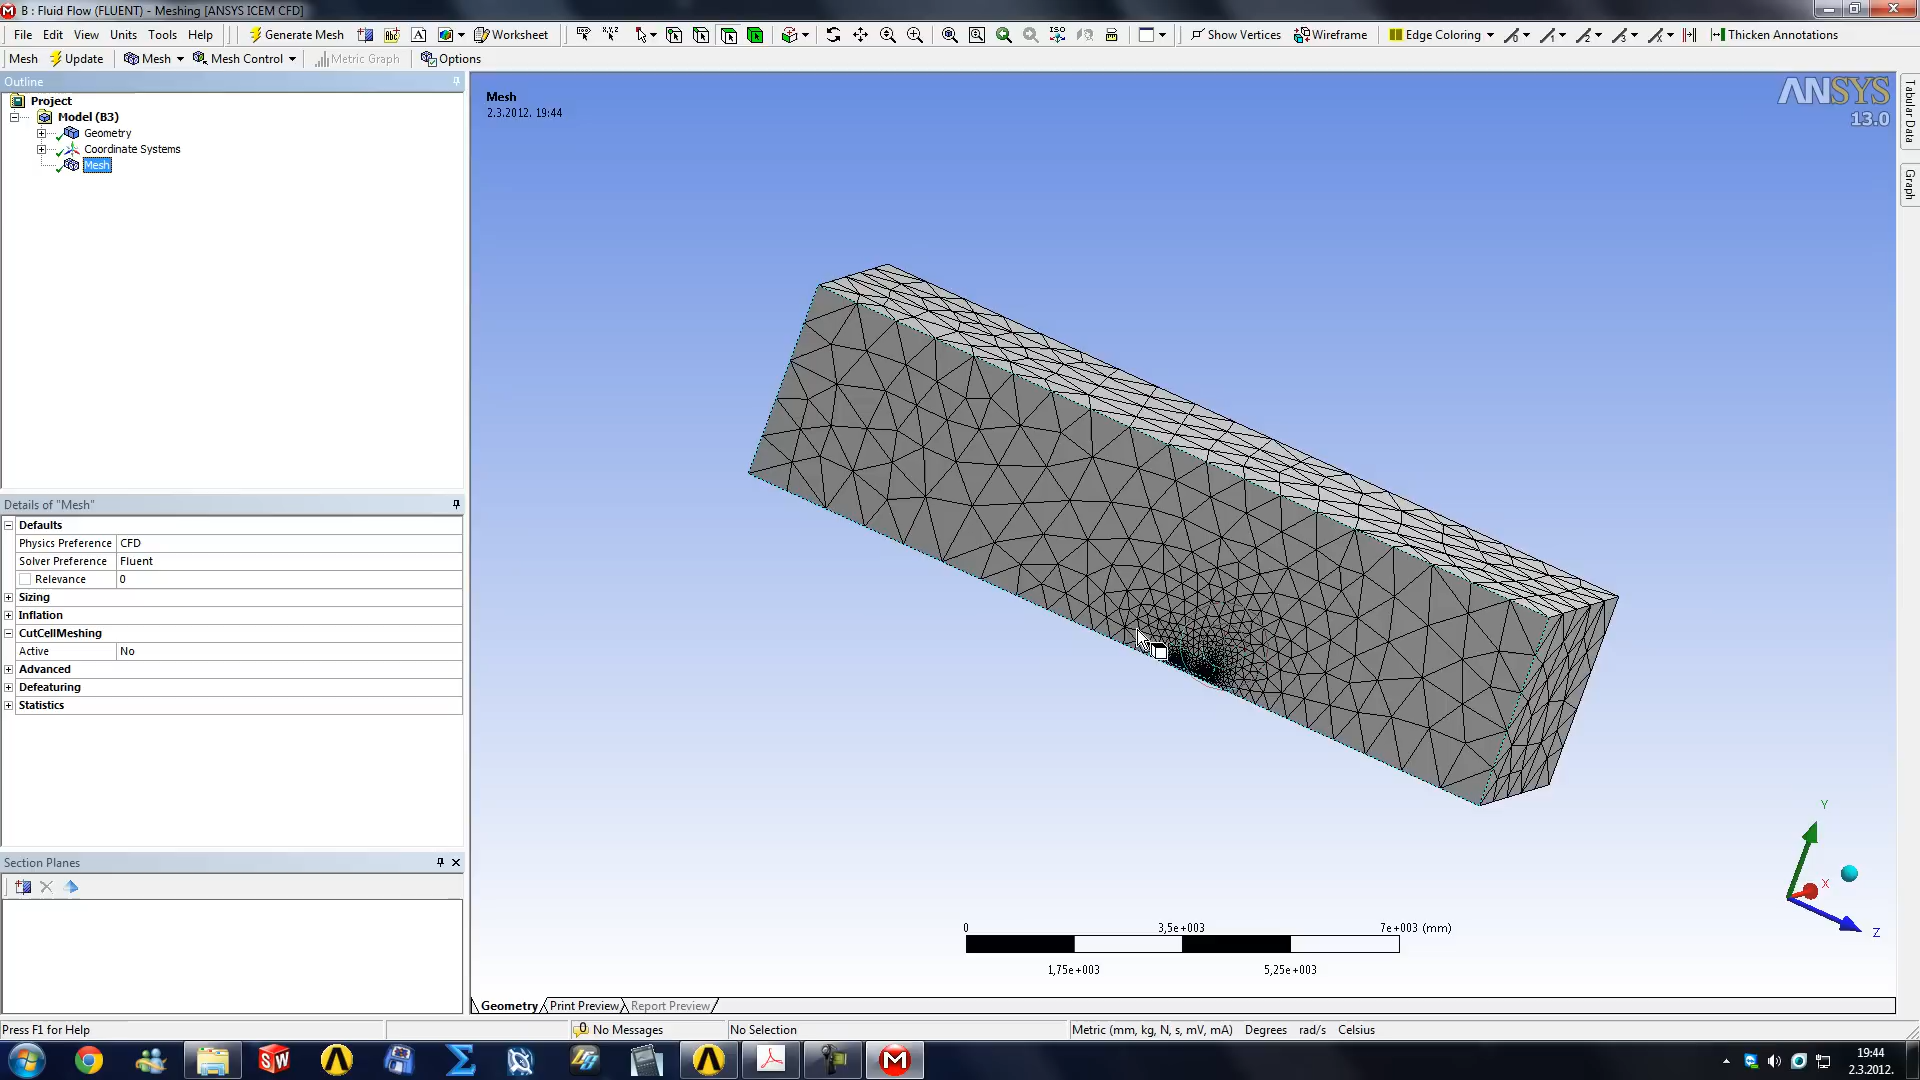 B : Fluid Flow (FLUENT) - Meshing [ANSYS ICEM CFD]
File Edit View Units Tools Help Generate Mesh Worksheet Show Vertices Wireframe Edge Coloring Thicken Annotations
Mesh Update Mesh Mesh Control Metric Graph Options
Outline
Project
Model (B3)
Geometry
Coordinate Systems
Mesh
Details of "Mesh"
Defaults
Physics Preference CFD
Solver Preference Fluent
Relevance 0
Sizing
Inflation
CutCellMeshing
Active No
Advanced
Defeaturing
Statistics
Section Planes
Mesh
2.3.2012. 19:44
ANSYS
13.0
Tabular Data
Graph
Y
X
Z
0 3,5e+003 7e+003 (mm)
1,75e+003 5,25e+003
Geometry Print Preview Report Preview
Press F1 for Help 0 No Messages No Selection Metric (mm, kg, N, s, mV, mA) Degrees rad/s Celsius
SW
19:44
2.3.2012.